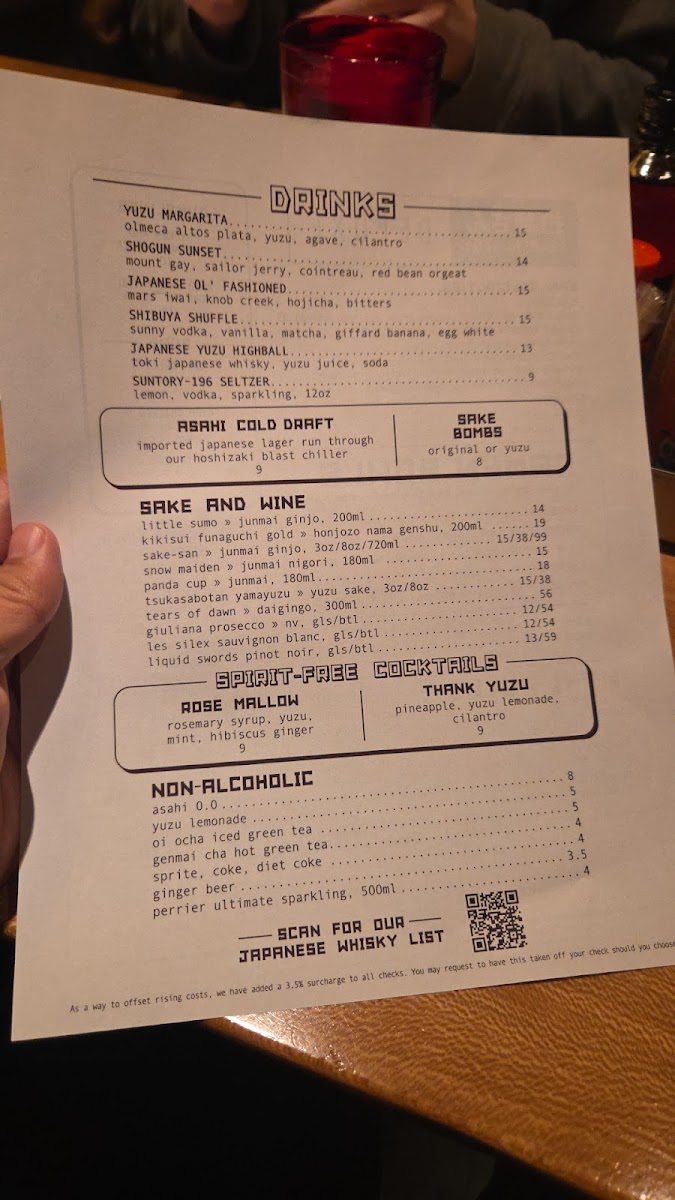 DRINKS
YUZU MARGARITA 15
olmeca altos plata, yuzu, agave, cilantro
SHOGUN SUNSET 14
mount gay, sailor jerry, cointreau, red bean orgeat
JAPANESE OL' FASHIONED 15
mars iwai, knob creek, hojicha, bitters
SHIBUYA SHUFFLE 15
sunny vodka, vanilla, matcha, giffard banana, egg white
JAPANESE YUZU HIGHBALL 13
toki japanese whisky, yuzu juice, soda
SUNTORY-196 SELTZER 9
lemon, vodka, sparkling, 12oz
ASAHI COLD DRAFT
imported japanese lager run through
our hoshizaki blast chiller
9
SAKE
BOMBS
original or yuzu
8
SAKE AND WINE
little sumo » junmai ginjo, 200ml 14
kikisui funaguchi gold » honjozo nama genshu, 200ml 19
sake-san » junmai ginjo, 3oz/8oz/720ml 15/38/99
snow maiden » junmai nigori, 180ml 15
panda cup » junmai, 180ml 18
tsukasabotan yamayuzu » yuzu sake, 3oz/8oz 15/38
tears of dawn » daigingo, 300ml 56
giuliana prosecco » nv, gls/btl 12/54
les silex sauvignon blanc, gls/btl 12/54
liquid swords pinot noir, gls/btl 13/59
SPIRIT-FREE COCKTAILS
ROSE MALLOW
rosemary syrup, yuzu,
mint, hibiscus ginger
9
THANK YUZU
pineapple, yuzu lemonade,
cilantro
9
NON-ALCOHOLIC
asahi 0.0 8
yuzu lemonade 5
oi ocha iced green tea 5
genmai cha hot green tea 4
sprite, coke, diet coke 4
ginger beer 3.5
perrier ultimate sparkling, 500ml 4
SCAN FOR OUR
JAPANESE WHISKY LIST
As a way to offset rising costs, we have added a 3.5% surcharge to all checks. You may request to have this taken off your check should you choose